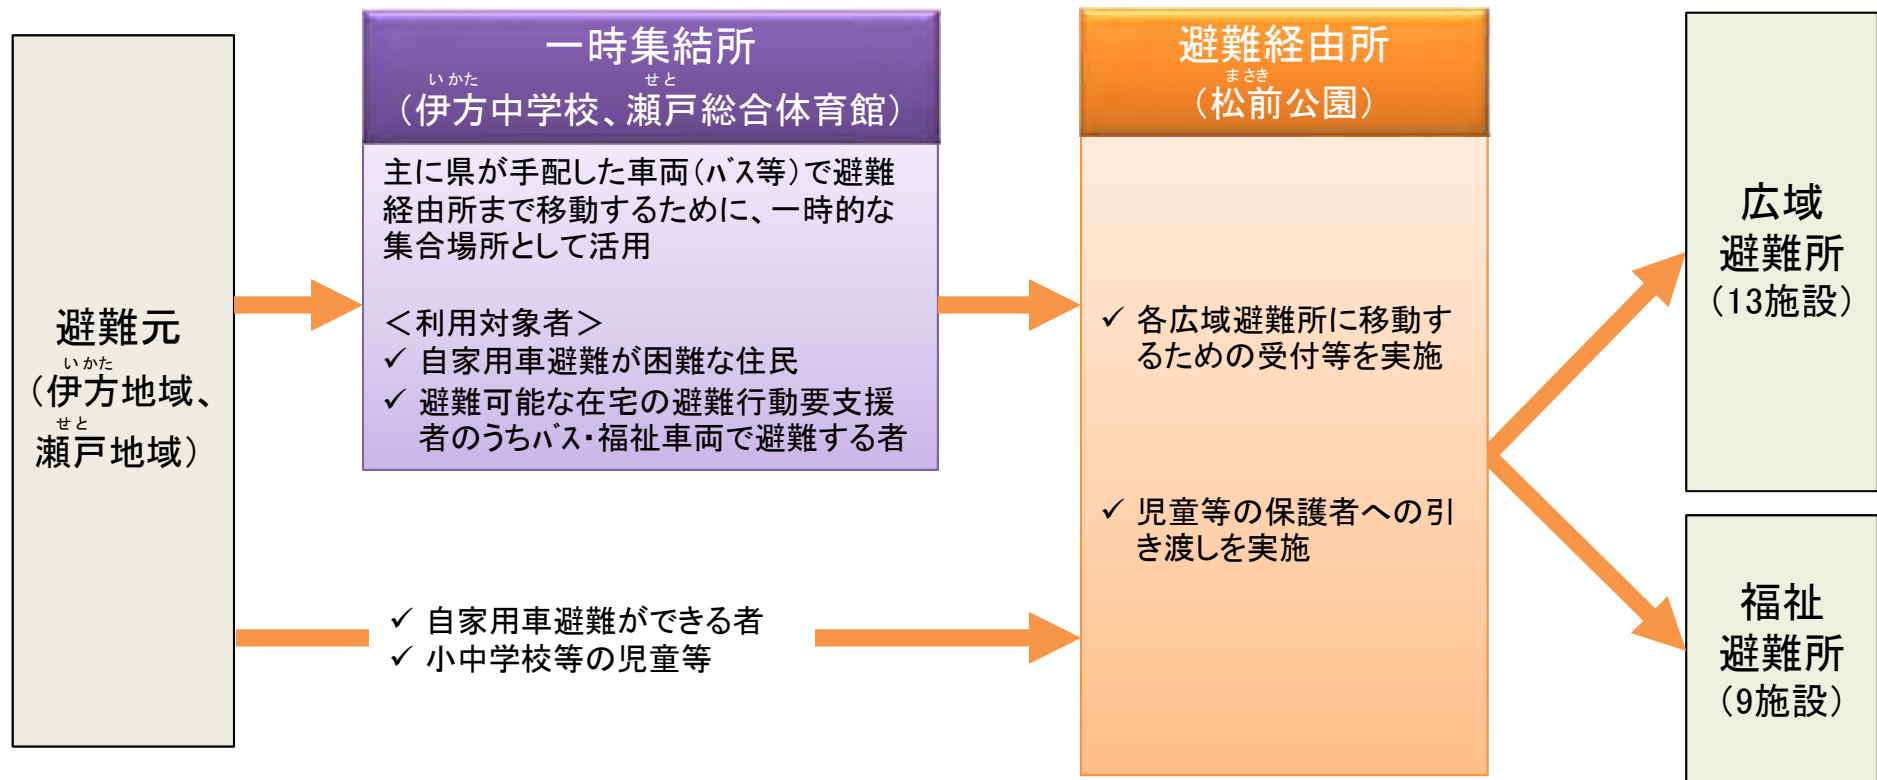 避難元
いかた
(伊方地域、
せと
瀬戸地域)
一時集結所
いかた せと
(伊方中学校、瀬戸総合体育館)
主に県が手配した車両(バス等)で避難
経由所まで移動するために、一時的な
集合場所として活用
<利用対象者>
✓ 自家用車避難が困難な住民
✓ 避難可能な在宅の避難行動要支援
者のうちバス・福祉車両で避難する者
✓ 自家用車避難ができる者
✓ 小中学校等の児童等
避難経由所
まさき
(松前公園)
✓ 各広域避難所に移動す
るための受付等を実施
✓ 児童等の保護者への引
き渡しを実施
広域
避難所
(13施設)
福祉
避難所
(9施設)